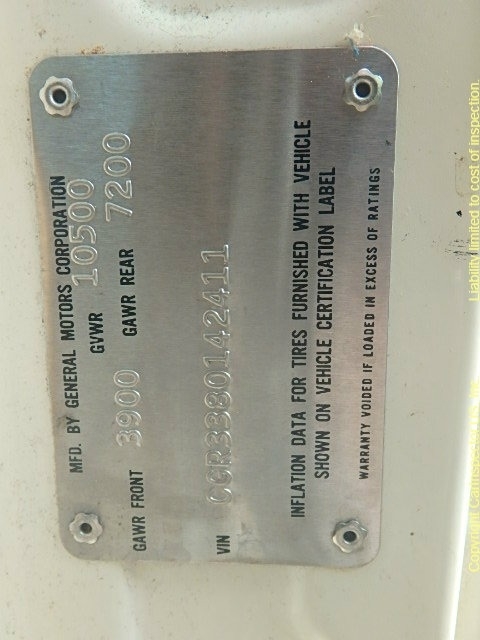 MFD. BY GENERAL MOTORS CORPORATION
GVWR 10500
GAWR FRONT 3900 GAWR REAR 7200
VIN CGR3380142411
INFLATION DATA FOR TIRES FURNISHED WITH VEHICLE
SHOWN ON VEHICLE CERTIFICATION LABEL
WARRANTY VOIDED IF LOADED IN EXCESS OF RATINGS
Liability limited to cost of inspection.